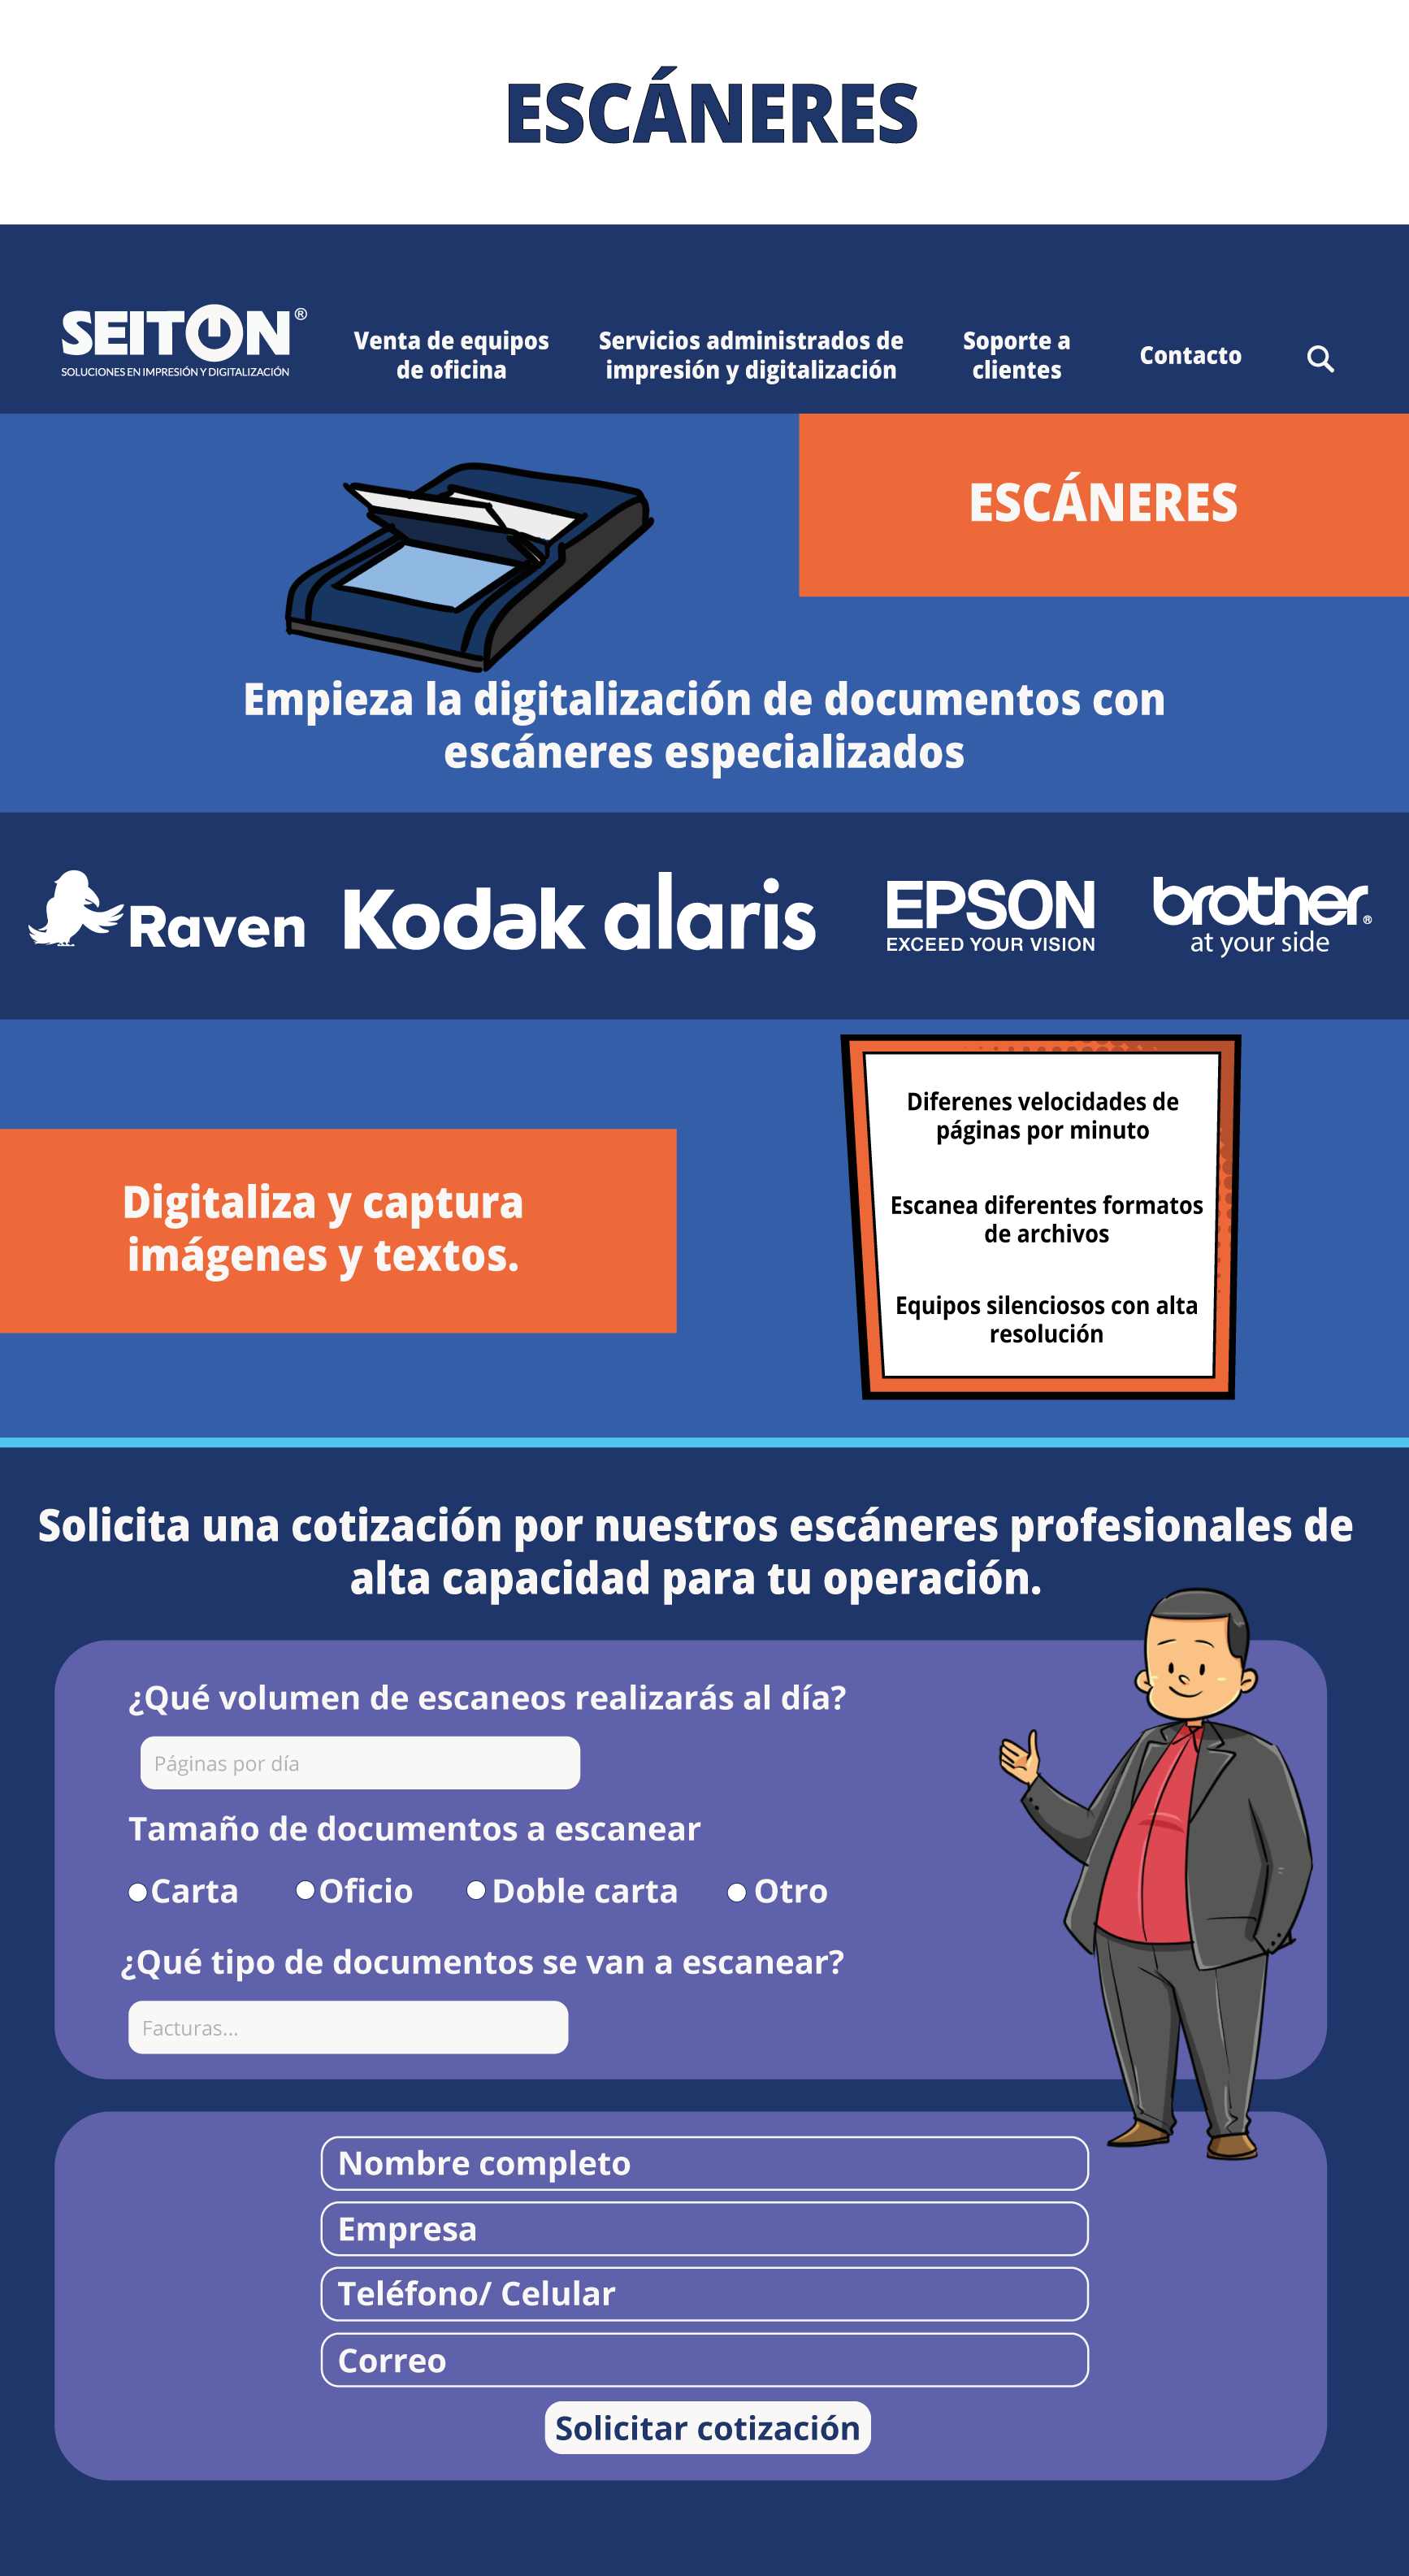 ESCÁNERES
SEITON®
SOLUCIONES EN IMPRESIÓN Y DIGITALIZACIÓN
Venta de equipos
de oficina
Servicios administrados de
impresión y digitalización
Soporte a
clientes
Contacto
ESCÁNERES
Empieza la digitalización de documentos con
escáneres especializados
Raven
Kodak alaris
EPSON
EXCEED YOUR VISION
brother®
at your side
Digitaliza y captura
imágenes y textos.
Diferenes velocidades de
páginas por minuto
Escanea diferentes formatos
de archivos
Equipos silenciosos con alta
resolución
Solicita una cotización por nuestros escáneres profesionales de
alta capacidad para tu operación.
¿Qué volumen de escaneos realizarás al día?
Páginas por día
Tamaño de documentos a escanear
Carta Oficio Doble carta Otro
¿Qué tipo de documentos se van a escanear?
Facturas...
Nombre completo
Empresa
Teléfono/ Celular
Correo
Solicitar cotización